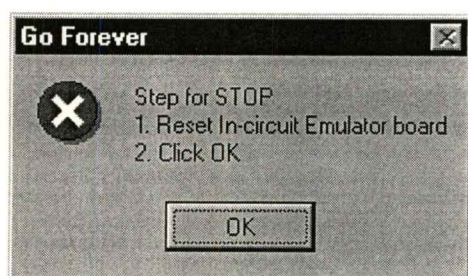 Go Forever
Step for STOP
1. Reset In-circuit Emulator board
2. Click OK
OK